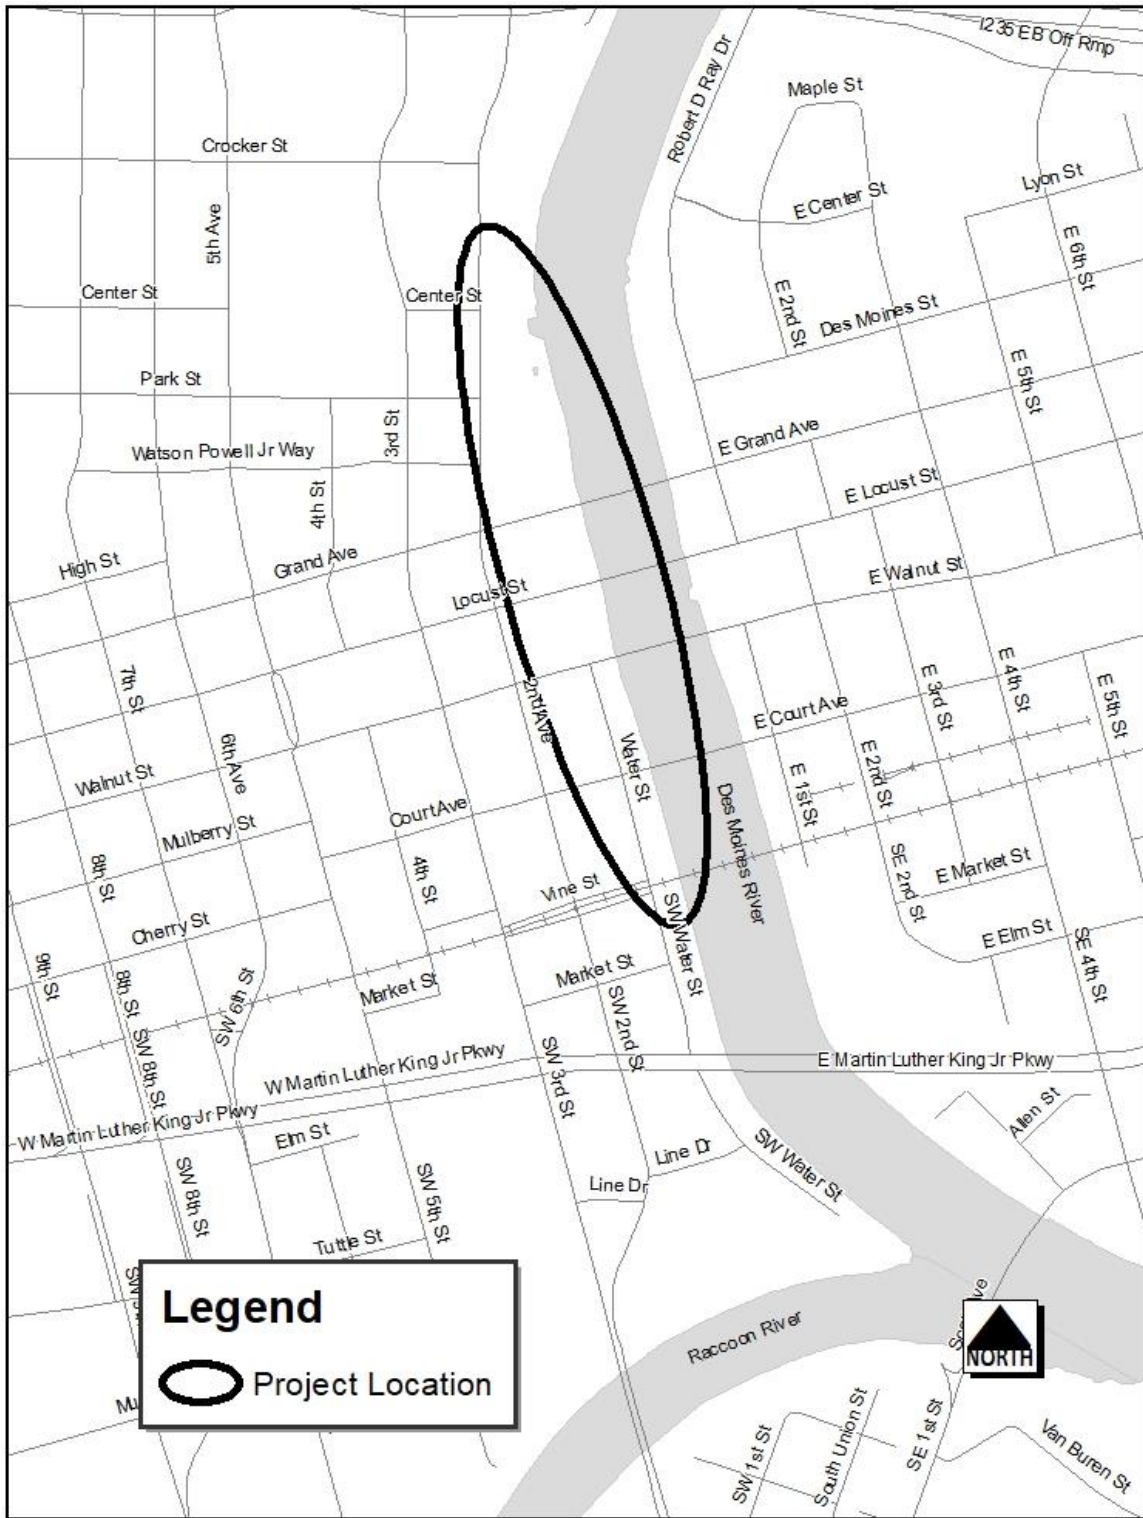 I235 EB Off Rmp
Robert D Ray Dr
Maple St
Crocker St
Lyon St
E Center St
5th Ave
E 6th St
Center St
Center St
E 2nd St
Des Moines St
Park St
E 5th St
3rd St
E Grand Ave
Watson Powell Jr Way
4th St
E Locust St
High St
Grand Ave
E Walnut St
Locust St
7th St
E 3rd St
E 4th St
E 5th St
2nd Ave
E Court Ave
6th Ave
Water St
E 2nd St
E 1st St
Walnut St
Court Ave
Des Moines River
Mulberry St
8th St
4th St
Vine St
SE 2nd St
E Market St
Cherry St
SW Water St
E Elm St
9th St
8th St
SW 6th St
Market St
Market St
SE 4th St
SW 2nd St
SW 8th St
W Martin Luther King Jr Pkwy
SW 3rd St
E Martin Luther King Jr Pkwy
W Martin Luther King Jr Pkwy
Elm St
Allen St
Line Dr
SW Water St
SW 8th St
SW 5th St
Line Dr
Tuttle St
Legend
Project Location
Raccoon River
NORTH
SW 1st St
South Union St
SE 1st St
Van Buren St